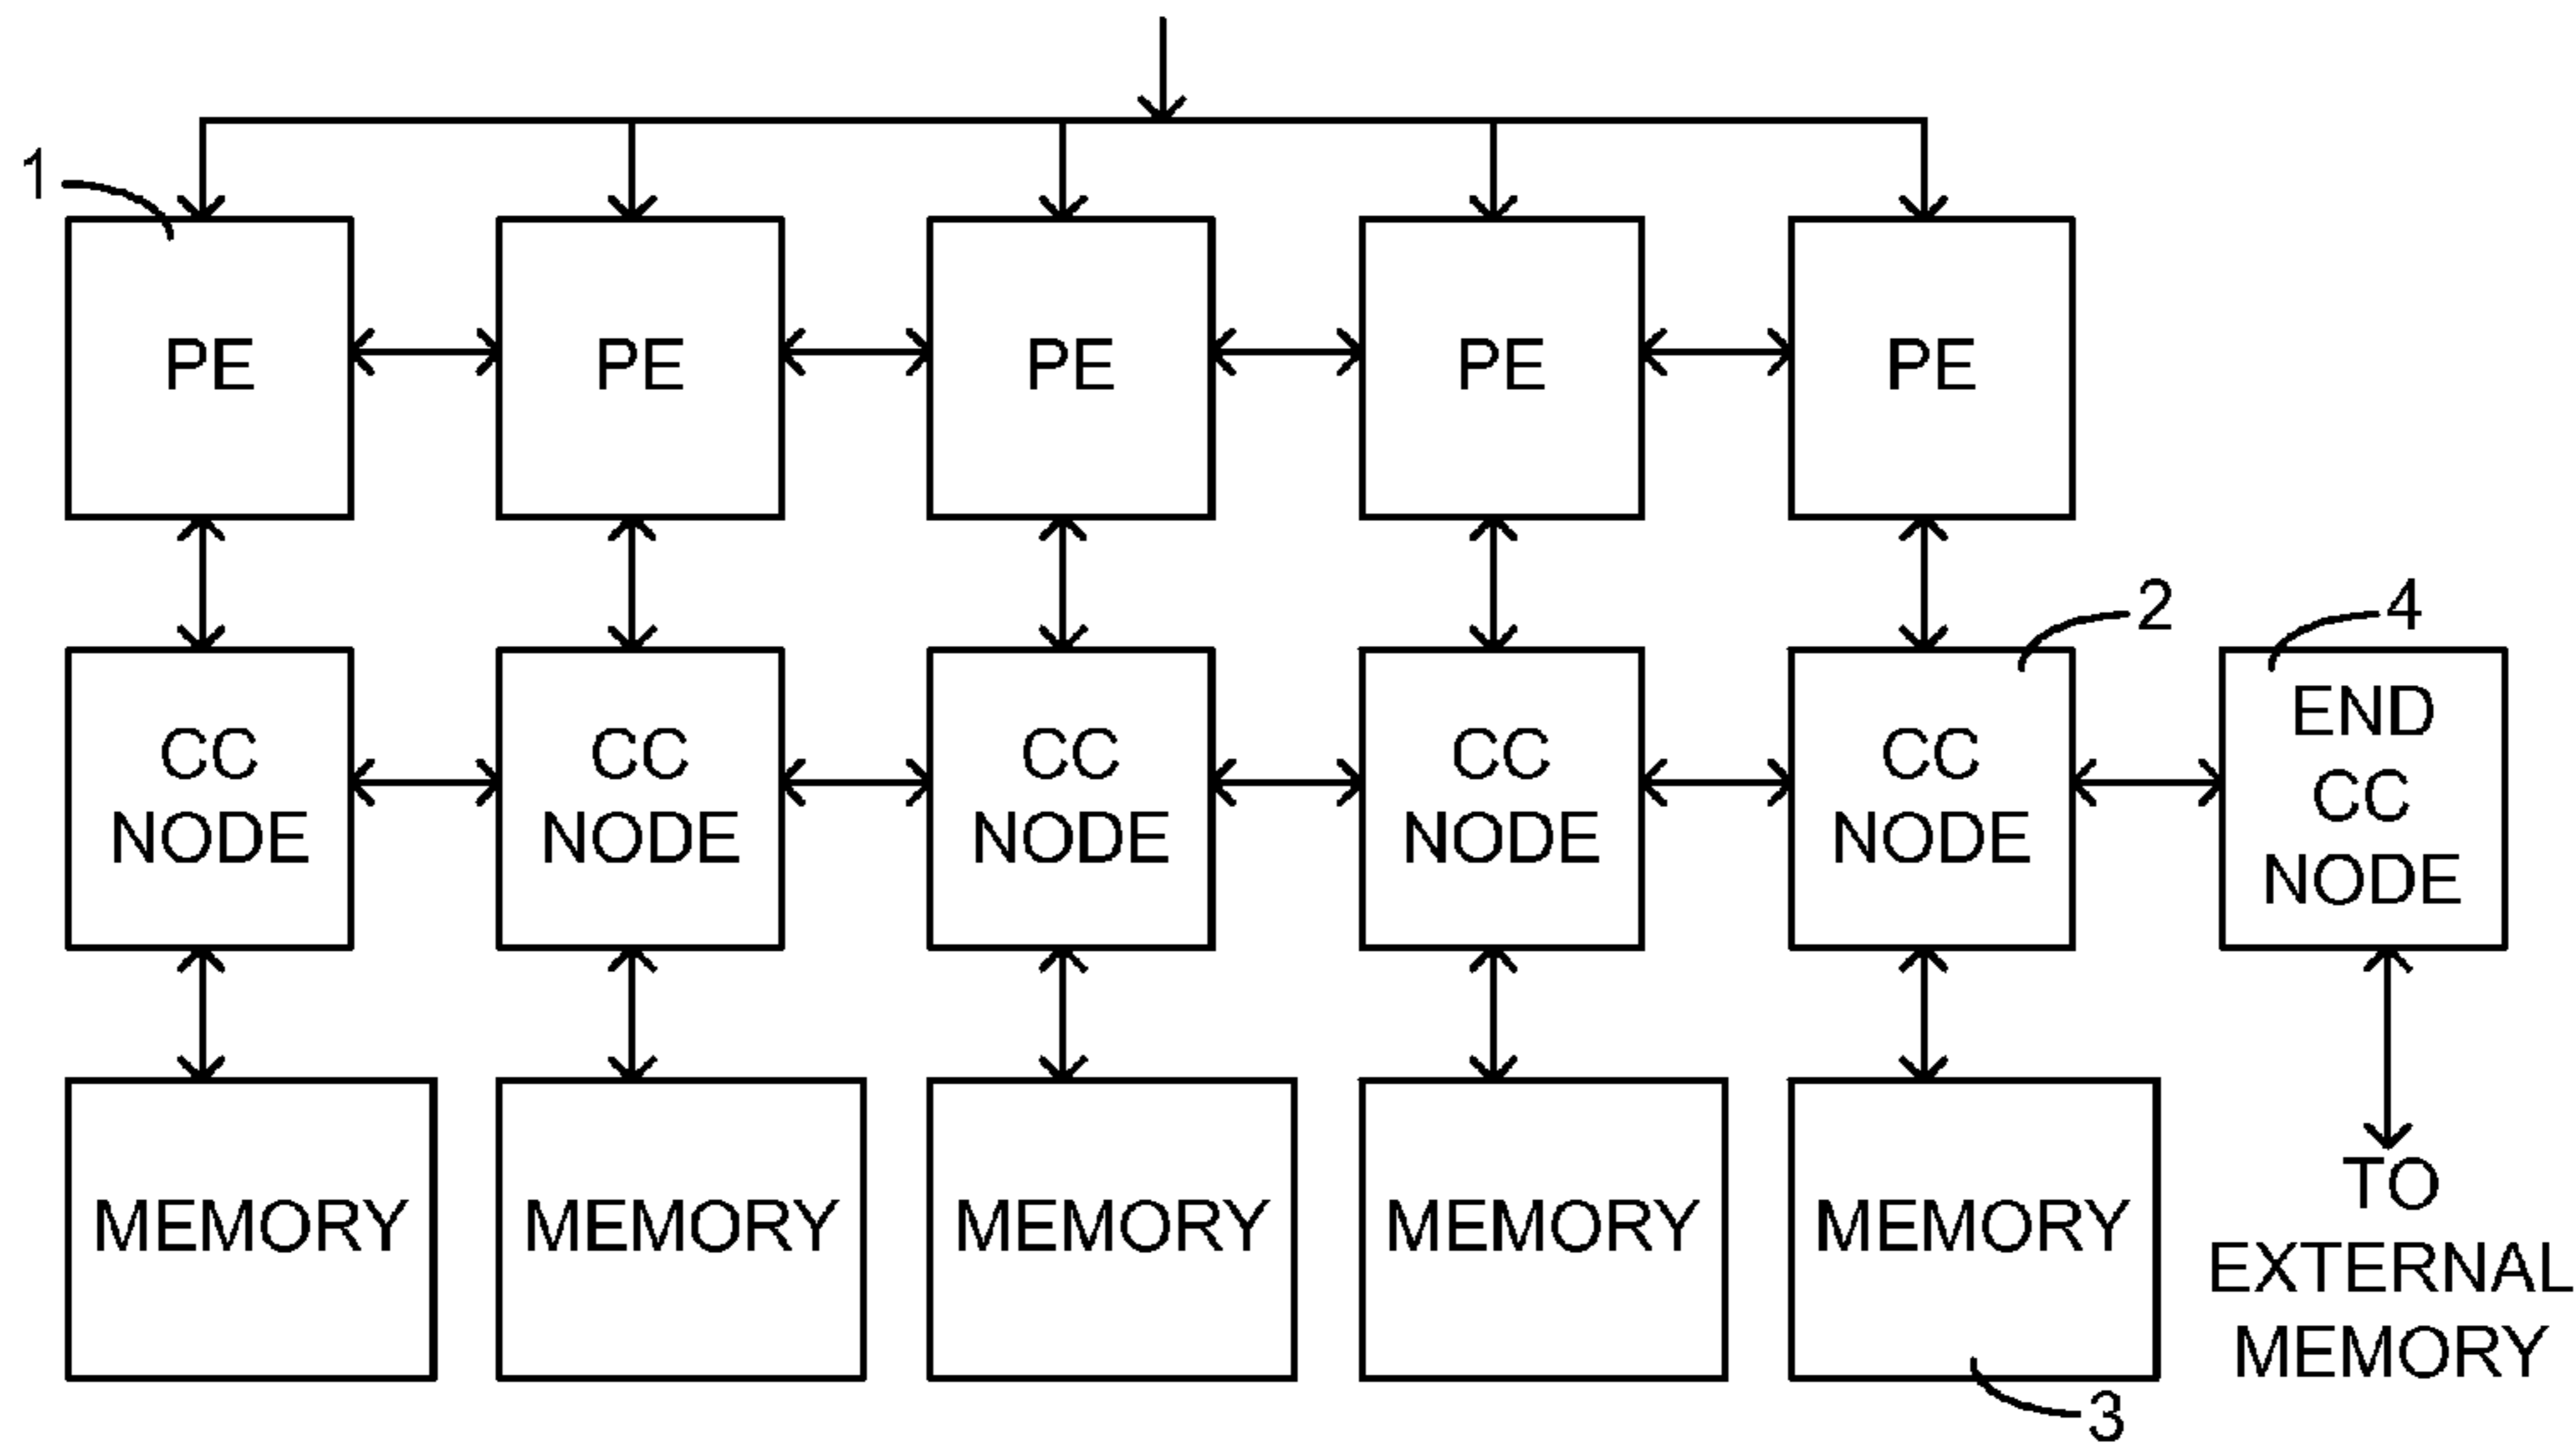 1
PE
PE
PE
PE
PE
2
4
CC
NODE
CC
NODE
CC
NODE
CC
NODE
CC
NODE
END
CC
NODE
MEMORY
MEMORY
MEMORY
MEMORY
MEMORY
TO
EXTERNAL
MEMORY
3